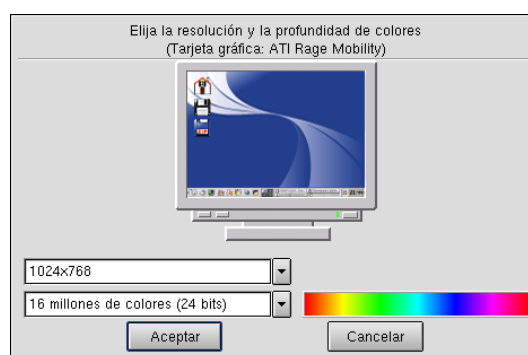 Elija la resolución y la profundidad de colores
(Tarjeta gráfica: ATI Rage Mobility)
1024x768
16 millones de colores (24 bits)
Aceptar
Cancelar